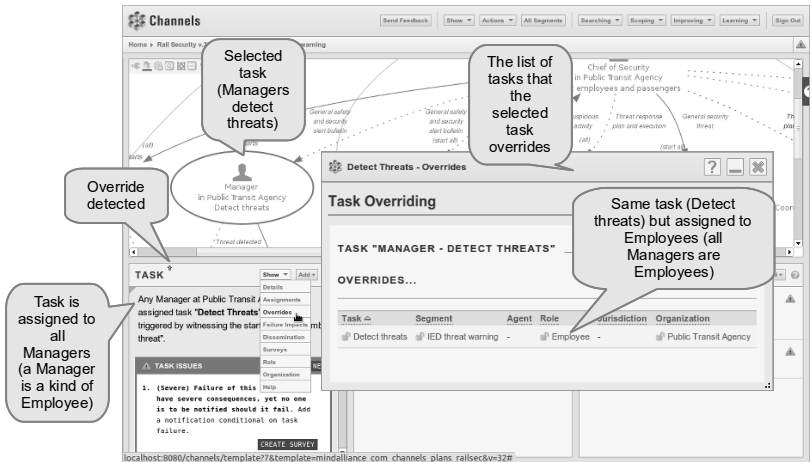 Channels
Send Feedback
Show
Actions
All Segments
Searching
Scoping
Improving
Learning
Sign Out
Home
Rail Security v.
arning
Selected
task
(Managers
detect
threats)
The list of
tasks that
the
selected
task
overrides
Chief of Security
in Public Transit Agency
employees and passengers
General safety
and security
alert bulletin
General safety
and security
alert bulletin
(start all)
(all)
Threat response
plan and execution
General security
threat
(all)
(start all)
Manager
in Public Transit Agency
Detect threats
"Threat detected
Override
detected
Detect Threats - Overrides
?
Task Overriding
TASK "MANAGER - DETECT THREATS"
OVERRIDES...
Task
Segment
Agent
Role
Jurisdiction
Organization
Detect threats
IED threat warning
-
Employee
-
Public Transit Agency
Same task (Detect
threats) but assigned to
Employees (all
Managers are
Employees)
TASK
Show
Add+
Details
Assignments
Overrides
Failure Impacts
Dissemination
Surveys
Role
Organization
Help
Any Manager at Public Transit
assigned task "Detect Threats"
triggered by witnessing the star
threat".
TASK ISSUES
1. (Severe) Failure of this
have severe consequences, yet no one
is to be notified should it fail. Add
a notification conditional on task
failure.
CREATE SURVEY
Task is
assigned to
all
Managers
(a Manager
is a kind of
Employee)
localhost:8080/channels/template?7&template=mindalliance_com_channels_plans_railsec&v=32#